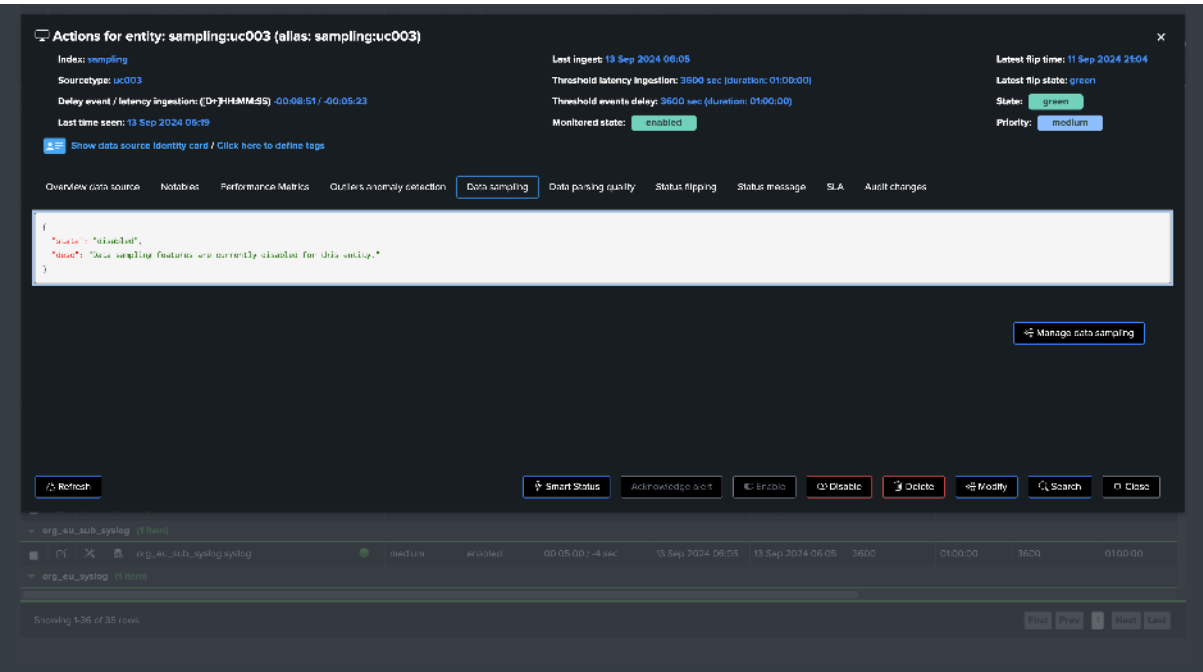 Actions for entity: sampling:uc003 (alias: sampling:uc003)
Index: sampling
Last ingest: 13 Sep 2024 06:05
Latest flip time: 11 Sep 2024 21:04
Sourcetype: uc003
Threshold latency ingestion: 3600 sec (duration: 01:00:00)
Latest flip state: green
Delay event / latency ingestion: ([D+]HH:MM:SS) -00:08:51 / -00:05:23
Threshold events delay: 3600 sec (duration: 01:00:00)
State: green
Last time seen: 13 Sep 2024 06:19
Monitored state: enabled
Priority: medium
Show data source identity card / Click here to define tags
Overview data source Notables Performance Metrics Outliers anomaly detection Data sampling Data parsing quality Status flipping Status message SLA Audit changes
{
"state": "disabled",
"desc": "Data sampling features are currently disabled for this entity."
}
Manage data sampling
Refresh Smart Status Acknowledge alert Enable Disable Delete Modify Search Close
org_eu_sub_syslog (1 item)
org_eu_sub_syslog:syslog medium enabled 00:05:00 / -4 sec 13 Sep 2024 06:05 13 Sep 2024 06:05 3600 01:00:00 3600 01:00:00
org_eu_syslog (1 item)
Showing 1-36 of 36 rows
First Prev 1 Next Last